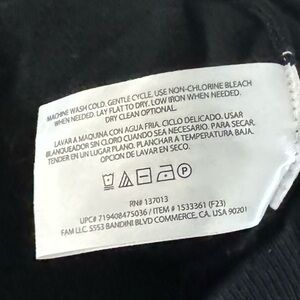 MACHINE WASH COLD. GENTLE CYCLE. USE NON-CHLORINE BLEACH
WHEN NEEDED. LAY FLAT TO DRY. LOW IRON WHEN NEEDED.
DRY CLEAN OPTIONAL.
LAVAR A MAQUINA CON AGUA FRIA, CICLO DELICADO. USAR
BLANQUEADOR SIN CLORO CUANDO SEA NECESARIO. PARA SECAR,
TENDER EN UN LUGAR PLANO. PLANCHAR A TEMPERATURA BAJA.
OPCION DE LAVAR EN SECO.
P
RN# 137013
UPC# 719408475036 / ITEM # 1533361 (F23)
FAM LLC. 5553 BANDINI BLVD COMMERCE, CA. USA 90201